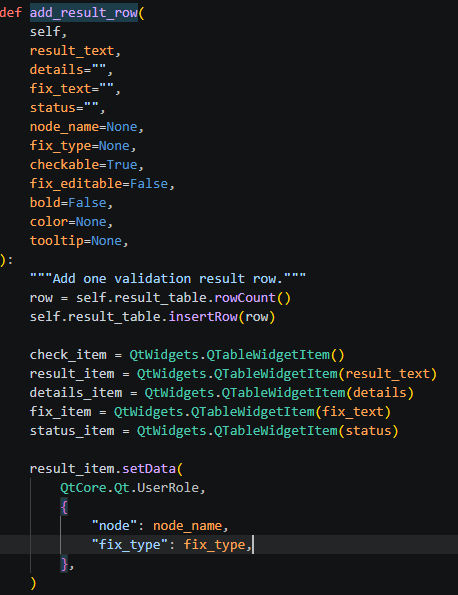 def add_result_row(
    self,
    result_text,
    details="",
    fix_text="",
    status="",
    node_name=None,
    fix_type=None,
    checkable=True,
    fix_editable=False,
    bold=False,
    color=None,
    tooltip=None,
):
    """Add one validation result row."""
    row = self.result_table.rowCount()
    self.result_table.insertRow(row)

    check_item = QtWidgets.QTableWidgetItem()
    result_item = QtWidgets.QTableWidgetItem(result_text)
    details_item = QtWidgets.QTableWidgetItem(details)
    fix_item = QtWidgets.QTableWidgetItem(fix_text)
    status_item = QtWidgets.QTableWidgetItem(status)

    result_item.setData(
        QtCore.Qt.UserRole,
        {
            "node": node_name,
            "fix_type": fix_type,
        },
    )